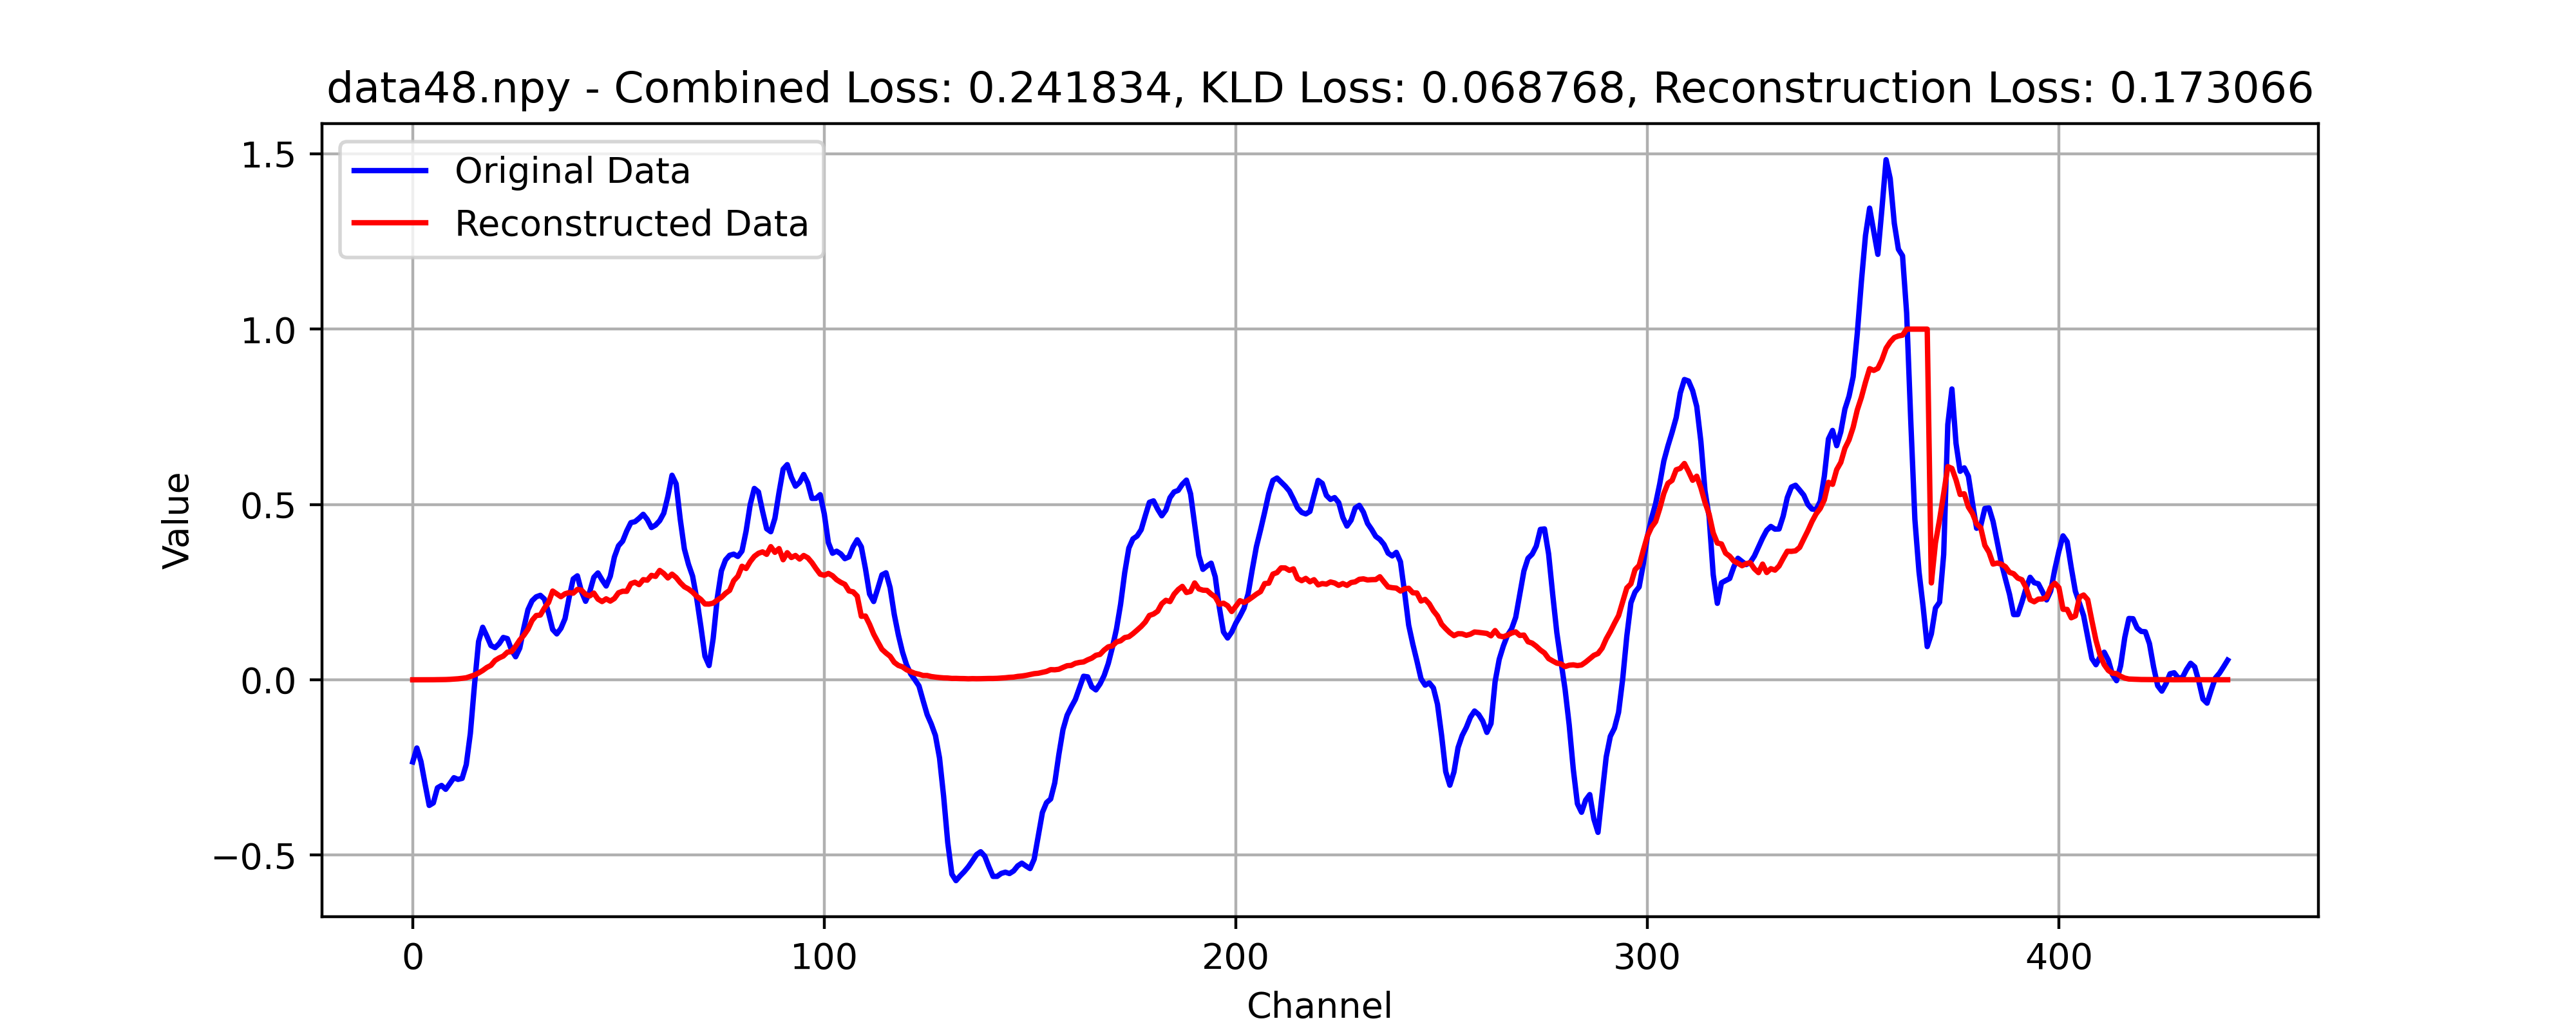 data48.npy - Combined Loss: 0.241834, KLD Loss: 0.068768, Reconstruction Loss: 0.173066
Original Data
Reconstructed Data
1.5
1.0
0.5
0.0
−0.5
Value
0 100 200 300 400
Channel